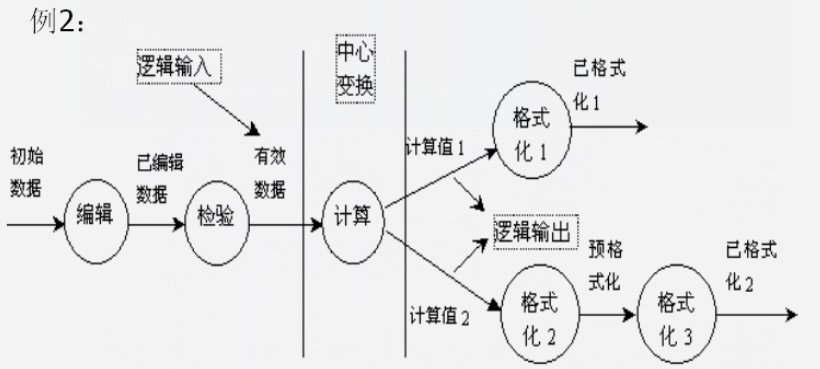 例2：
逻辑输入
中心
变换
初始
数据
编辑
已编辑
数据
检验
有效
数据
计算
计算值1
格式
化1
已格式
化1
逻辑输出
计算值2
格式
化2
预格
式化
格式
化3
已格式
化2